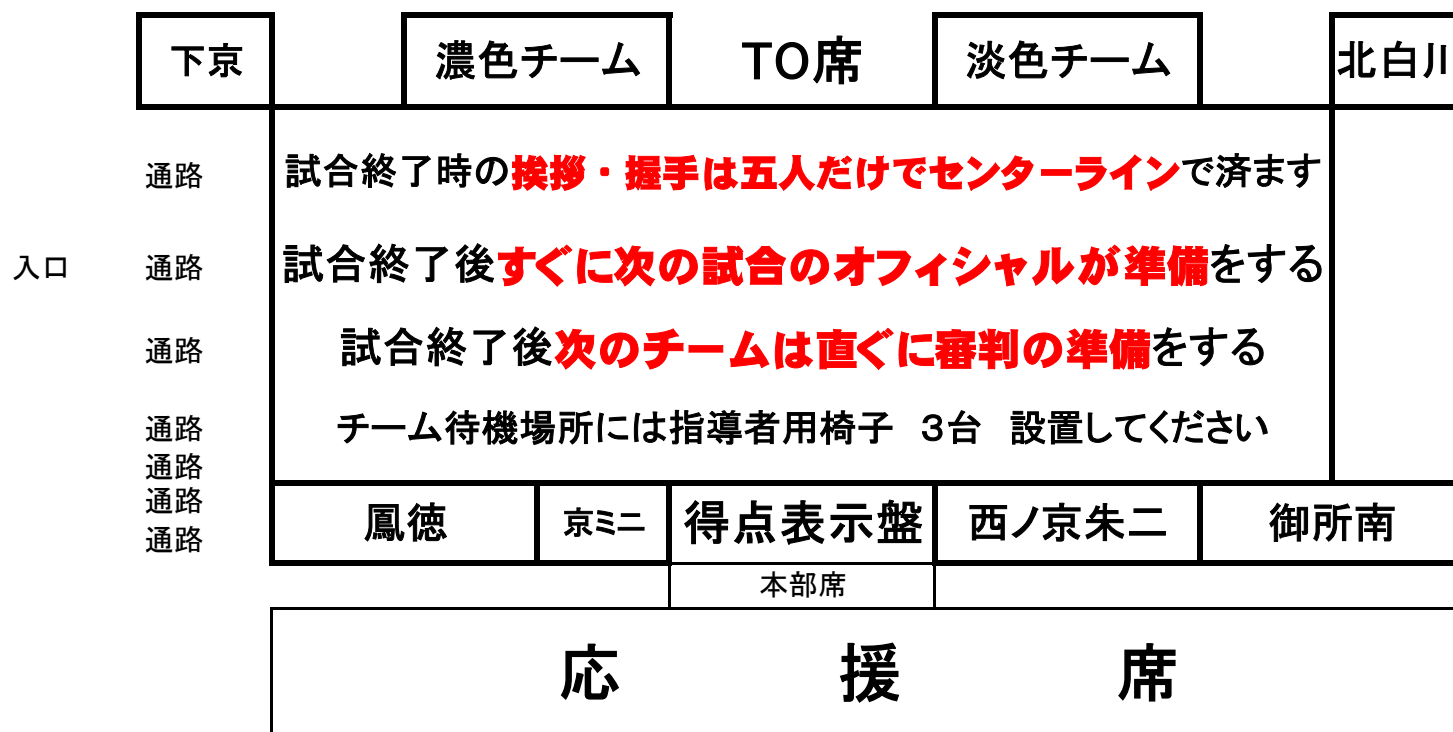 下京 濃色チーム TO席 淡色チーム 北白川
通路 試合終了時の挨拶・握手は五人だけでセンターラインで済ます
入口 通路 試合終了後すぐに次の試合のオフィシャルが準備をする
通路 試合終了後次のチームは直ぐに審判の準備をする
通路 チーム待機場所には指導者用椅子 3台 設置してください
通路
通路 鳳徳 京ミニ 得点表示盤 西ノ京朱二 御所南
通路
本部席
応援席